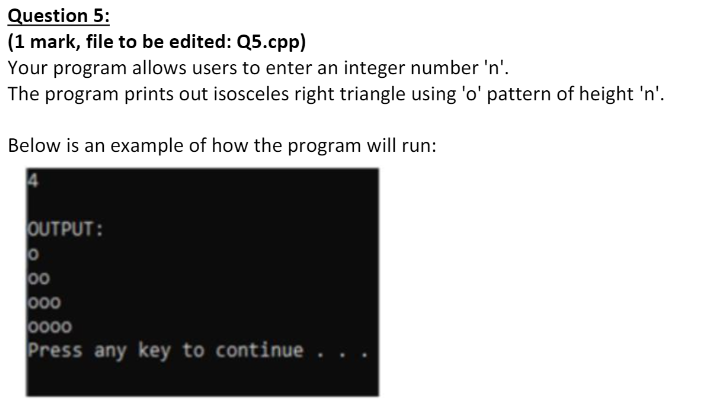 Question 5:
(1 mark, file to be edited: Q5.cpp)
Your program allows users to enter an integer number 'n'.
The program prints out isosceles right triangle using 'o' pattern of height 'n'.
Below is an example of how the program will run:
4
OUTPUT:
o
oo
ooo
oooo
Press any key to continue . . .